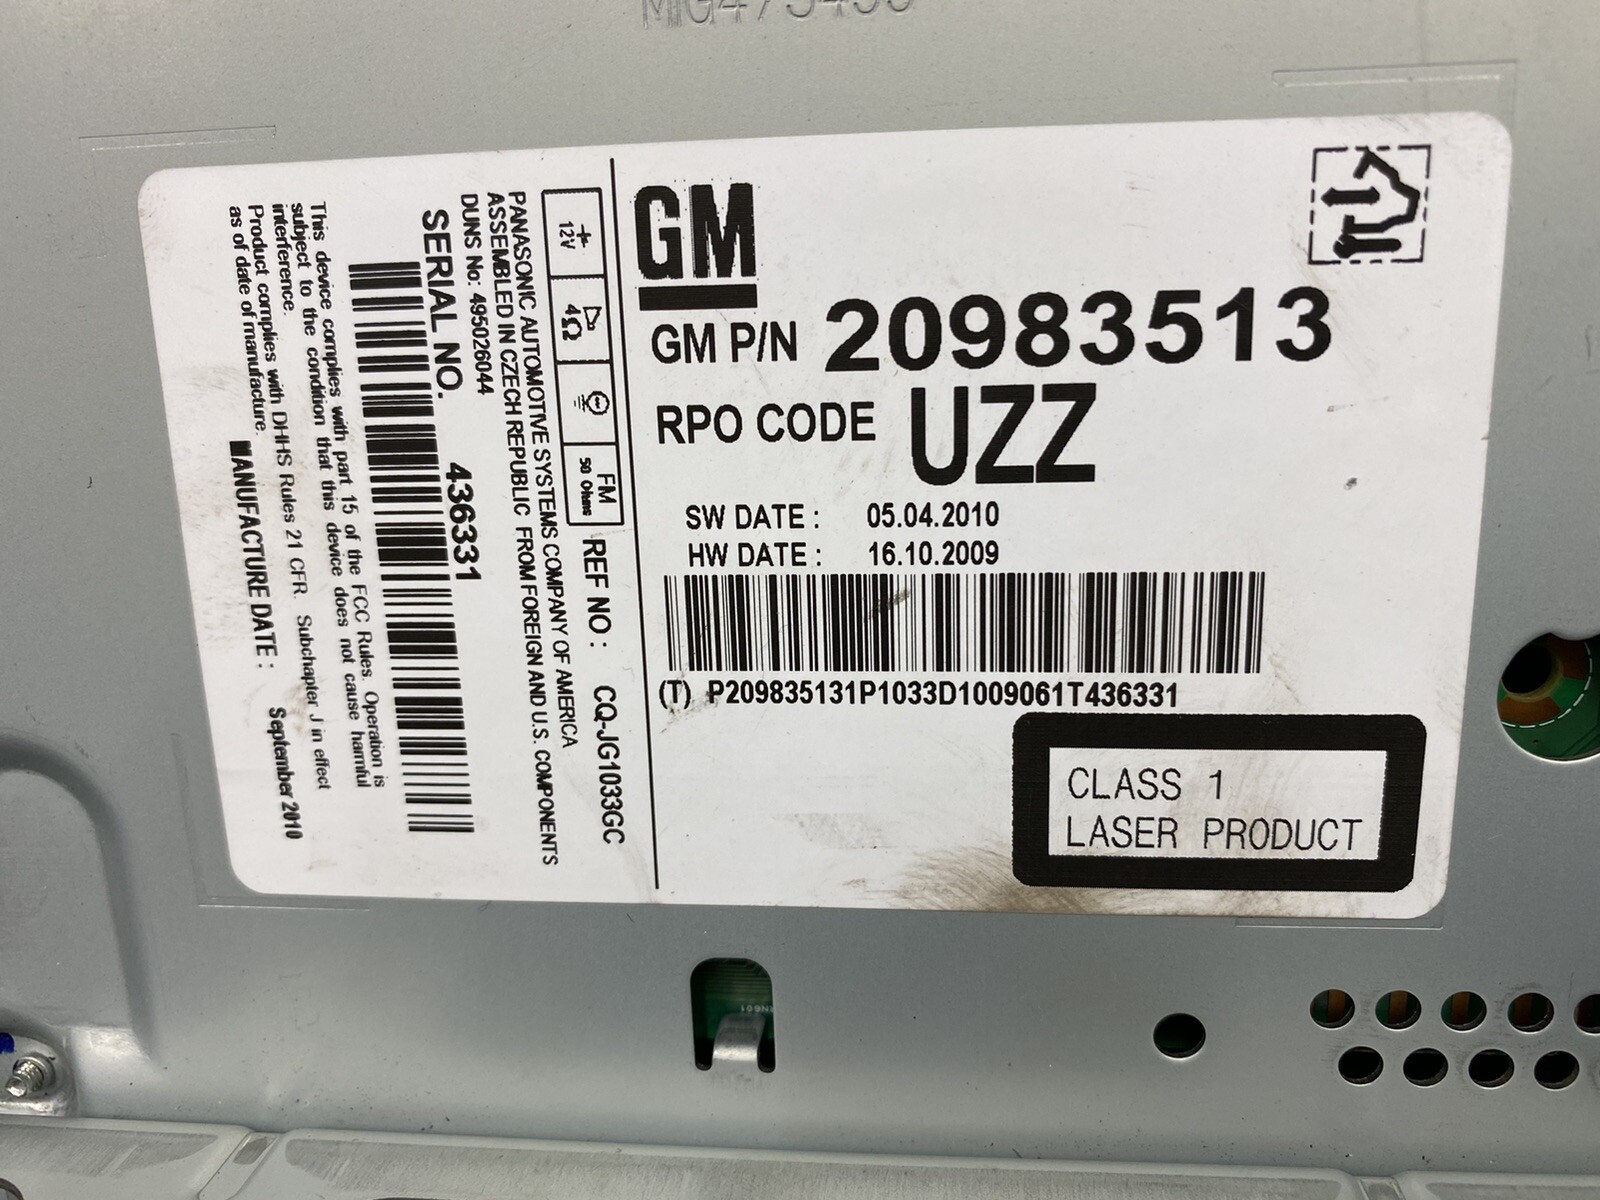 GM
GM P/N 20983513
RPO CODE UZZ
SW DATE : 05.04.2010
HW DATE : 16.10.2009
(T) P209835131P1033D1009061T436331
CLASS 1
LASER PRODUCT
12V
4Ω
FM
50 Ohms
REF NO : CQ-JG1033GC
PANASONIC AUTOMOTIVE SYSTEMS COMPANY OF AMERICA
ASSEMBLED IN CZECH REPUBLIC FROM FOREIGN AND U.S. COMPONENTS
DUNS No: 495026044
SERIAL NO. 436331
This device complies with part 15 of the FCC Rules. Operation is
subject to the condition that this device does not cause harmful
interference.
Product complies with DHHS Rules 21 CFR. Subchapter J in effect
as of date of manufacture.
MANUFACTURE DATE : September 2010